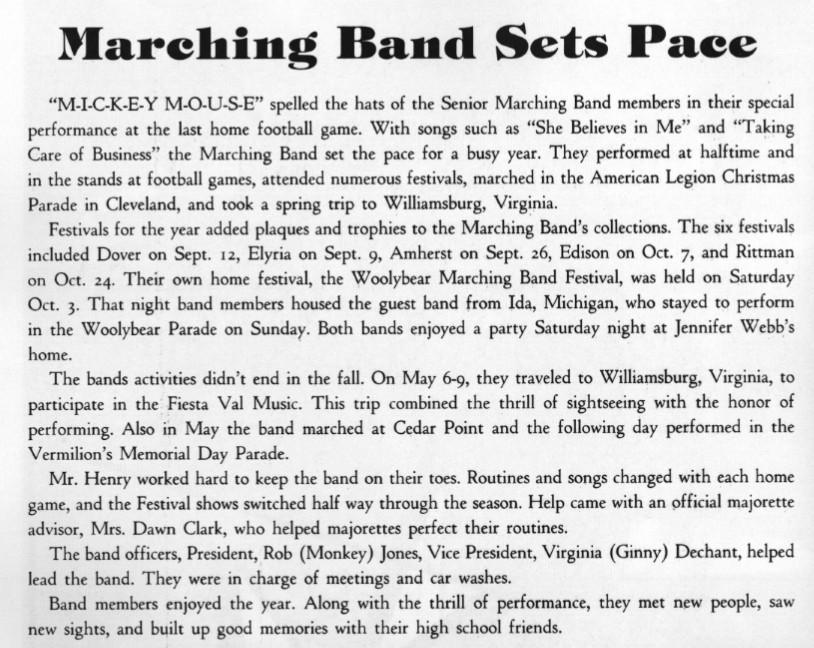 Marching Band Sets Pace
"M-I-C-K-E-Y M-O-U-S-E" spelled the hats of the Senior Marching Band members in their special
performance at the last home football game. With songs such as "She Believes in Me" and "Taking
Care of Business" the Marching Band set the pace for a busy year. They performed at halftime and
in the stands at football games, attended numerous festivals, marched in the American Legion Christmas
Parade in Cleveland, and took a spring trip to Williamsburg, Virginia.
Festivals for the year added plaques and trophies to the Marching Band's collections. The six festivals
included Dover on Sept. 12, Elyria on Sept. 9, Amherst on Sept. 26, Edison on Oct. 7, and Rittman
on Oct. 24. Their own home festival, the Woolybear Marching Band Festival, was held on Saturday
Oct. 3. That night band members housed the guest band from Ida, Michigan, who stayed to perform
in the Woolybear Parade on Sunday. Both bands enjoyed a party Saturday night at Jennifer Webb's
home.
The bands activities didn't end in the fall. On May 6-9, they traveled to Williamsburg, Virginia, to
participate in the Fiesta Val Music. This trip combined the thrill of sightseeing with the honor of
performing. Also in May the band marched at Cedar Point and the following day performed in the
Vermilion's Memorial Day Parade.
Mr. Henry worked hard to keep the band on their toes. Routines and songs changed with each home
game, and the Festival shows switched half way through the season. Help came with an official majorette
advisor, Mrs. Dawn Clark, who helped majorettes perfect their routines.
The band officers, President, Rob (Monkey) Jones, Vice President, Virginia (Ginny) Dechant, helped
lead the band. They were in charge of meetings and car washes.
Band members enjoyed the year. Along with the thrill of performance, they met new people, saw
new sights, and built up good memories with their high school friends.